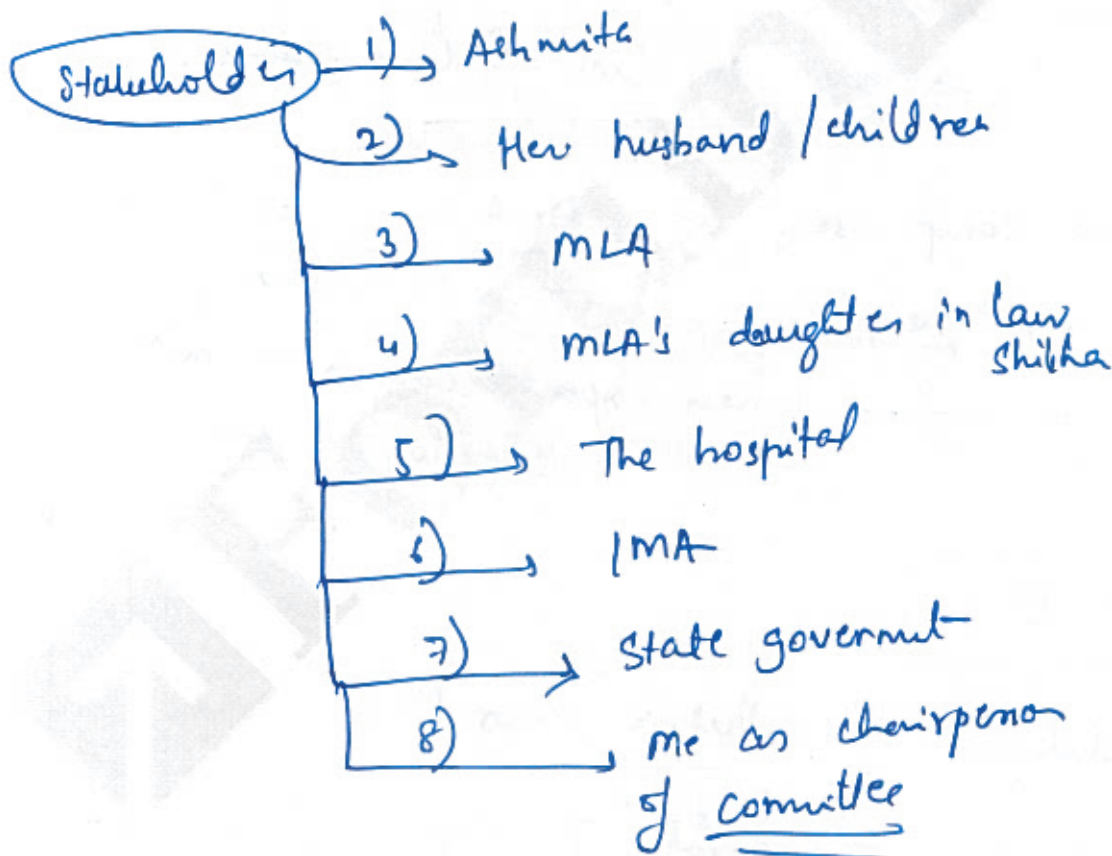 Stakeholders
1) Ashmita
2) Her husband / children
3) MLA
4) MLA's daughter in law
Shikha
5) The hospital
6) IMA
7) State governmt
8) me as chairperson
of committee